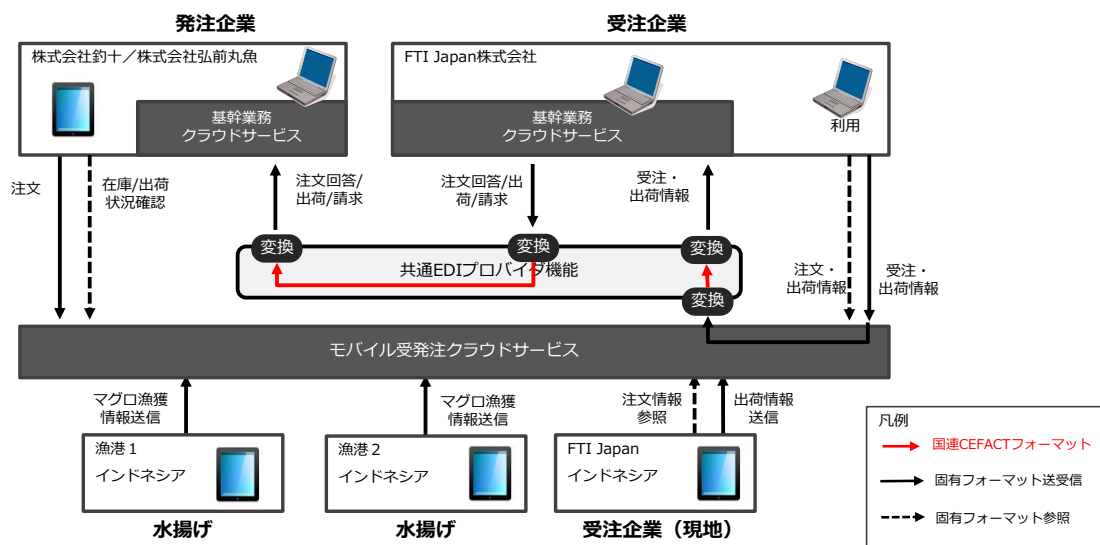 発注企業
受注企業
株式会社釣十／株式会社弘前丸魚
FTI Japan株式会社
基幹業務
クラウドサービス
基幹業務
クラウドサービス
利用
注文
在庫/出荷
状況確認
注文回答/
出荷/請求
注文回答/出
荷/請求
受注・
出荷情報
注文・
出荷情報
受注・
出荷情報
変換
変換
変換
共通EDIプロバイダ機能
変換
モバイル受発注クラウドサービス
マグロ漁獲
情報送信
マグロ漁獲
情報送信
注文情報
参照
出荷情報
送信
漁港１
インドネシア
漁港２
インドネシア
FTI Japan
インドネシア
水揚げ
水揚げ
受注企業（現地）
凡例
国連CEFACTフォーマット
固有フォーマット送受信
固有フォーマット参照